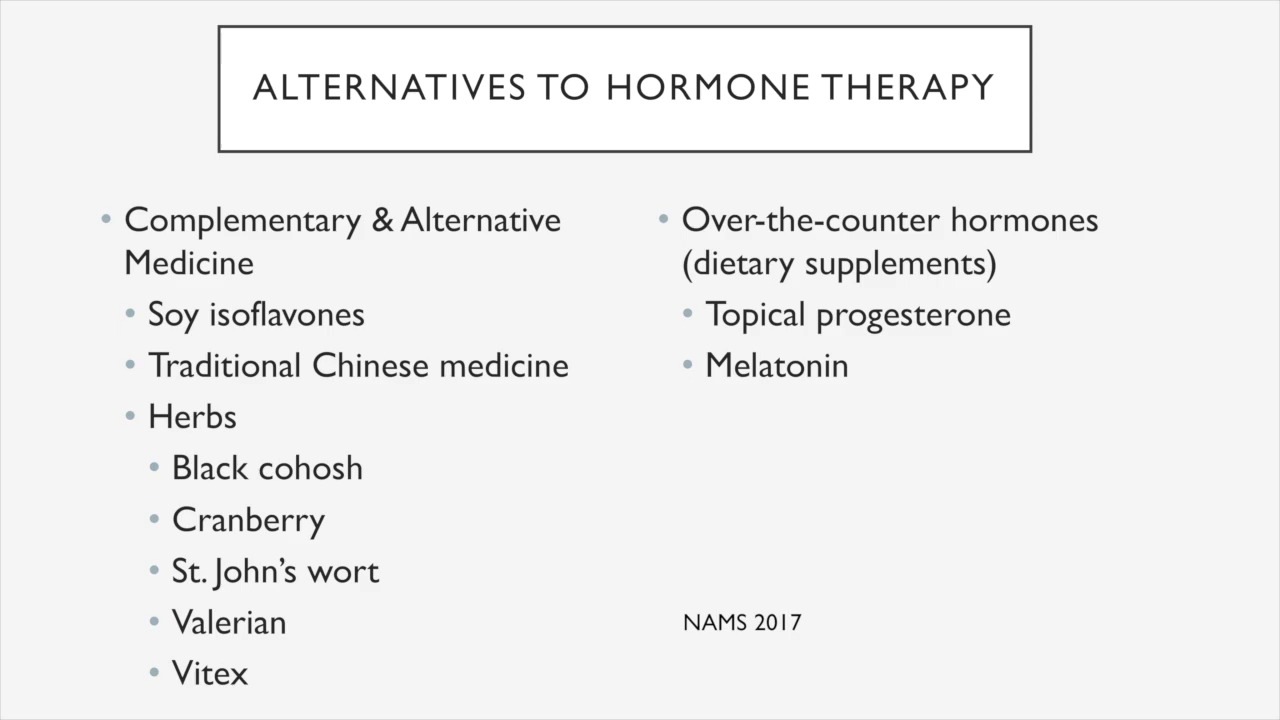 ALTERNATIVES TO HORMONE THERAPY
• Complementary & Alternative
Medicine
• Soy isoflavones
• Traditional Chinese medicine
• Herbs
• Black cohosh
• Cranberry
• St. John’s wort
• Valerian
• Vitex
• Over-the-counter hormones
(dietary supplements)
• Topical progesterone
• Melatonin
NAMS 2017